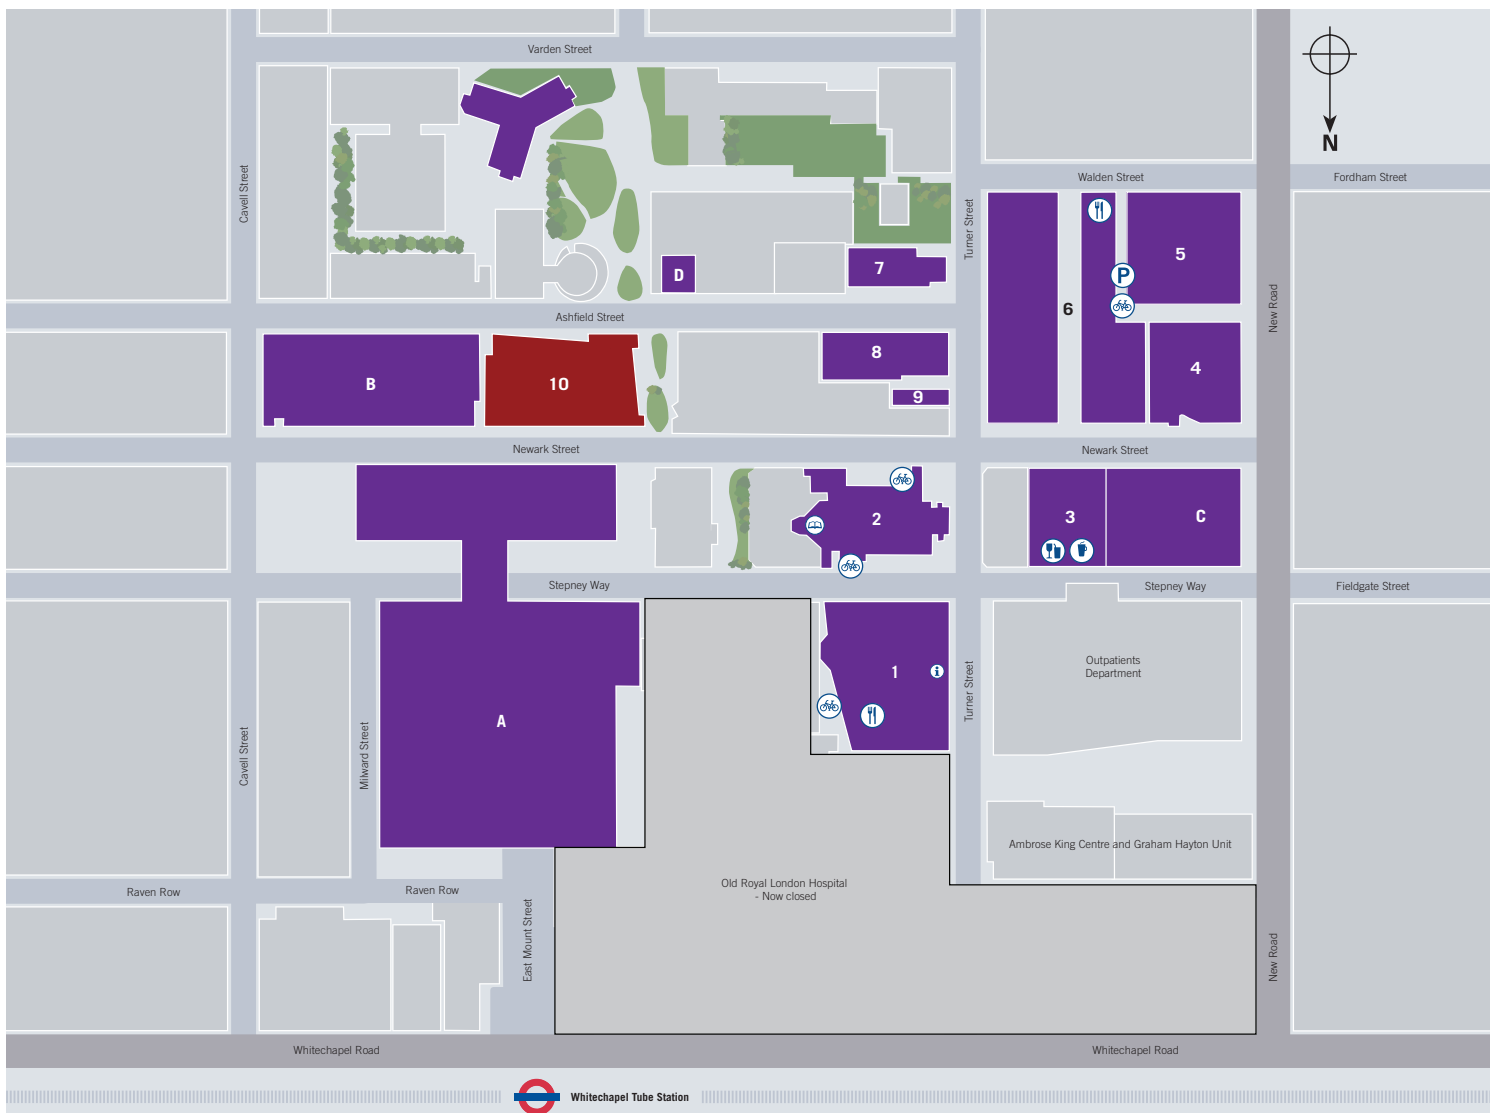 Varden Street
N
Cavell Street
Walden Street
Fordham Street
Turner Street
5
P
D
7
6
New Road
Ashfield Street
B
10
8
9
4
Newark Street
Newark Street
2
3
C
Stepney Way
Stepney Way
Fieldgate Street
Outpatients
Department
1
i
Turner Street
A
Cavell Street
Milward Street
Ambrose King Centre and Graham Hayton Unit
Raven Row
Raven Row
Old Royal London Hospital
- Now closed
East Mount Street
New Road
Whitechapel Road
Whitechapel Road
Whitechapel Tube Station